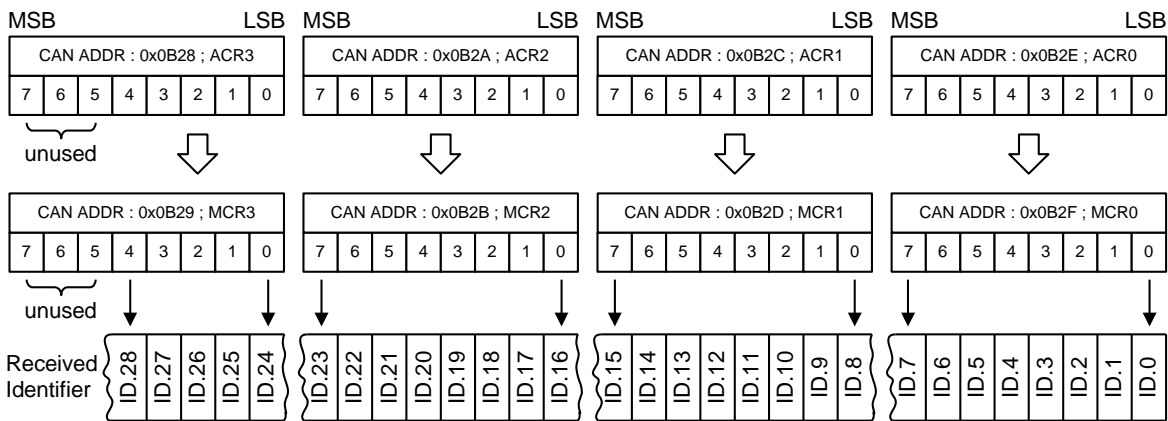 MSB LSB MSB LSB MSB LSB MSB LSB
CAN ADDR : 0x0B28 ; ACR3 CAN ADDR : 0x0B2A ; ACR2 CAN ADDR : 0x0B2C ; ACR1 CAN ADDR : 0x0B2E ; ACR0
7 6 5 4 3 2 1 0 7 6 5 4 3 2 1 0 7 6 5 4 3 2 1 0 7 6 5 4 3 2 1 0
unused
CAN ADDR : 0x0B29 ; MCR3 CAN ADDR : 0x0B2B ; MCR2 CAN ADDR : 0x0B2D ; MCR1 CAN ADDR : 0x0B2F ; MCR0
7 6 5 4 3 2 1 0 7 6 5 4 3 2 1 0 7 6 5 4 3 2 1 0 7 6 5 4 3 2 1 0
unused
Received
Identifier
ID.28 ID.27 ID.26 ID.25 ID.24 ID.23 ID.22 ID.21 ID.20 ID.19 ID.18 ID.17 ID.16 ID.15 ID.14 ID.13 ID.12 ID.11 ID.10 ID.9 ID.8 ID.7 ID.6 ID.5 ID.4 ID.3 ID.2 ID.1 ID.0